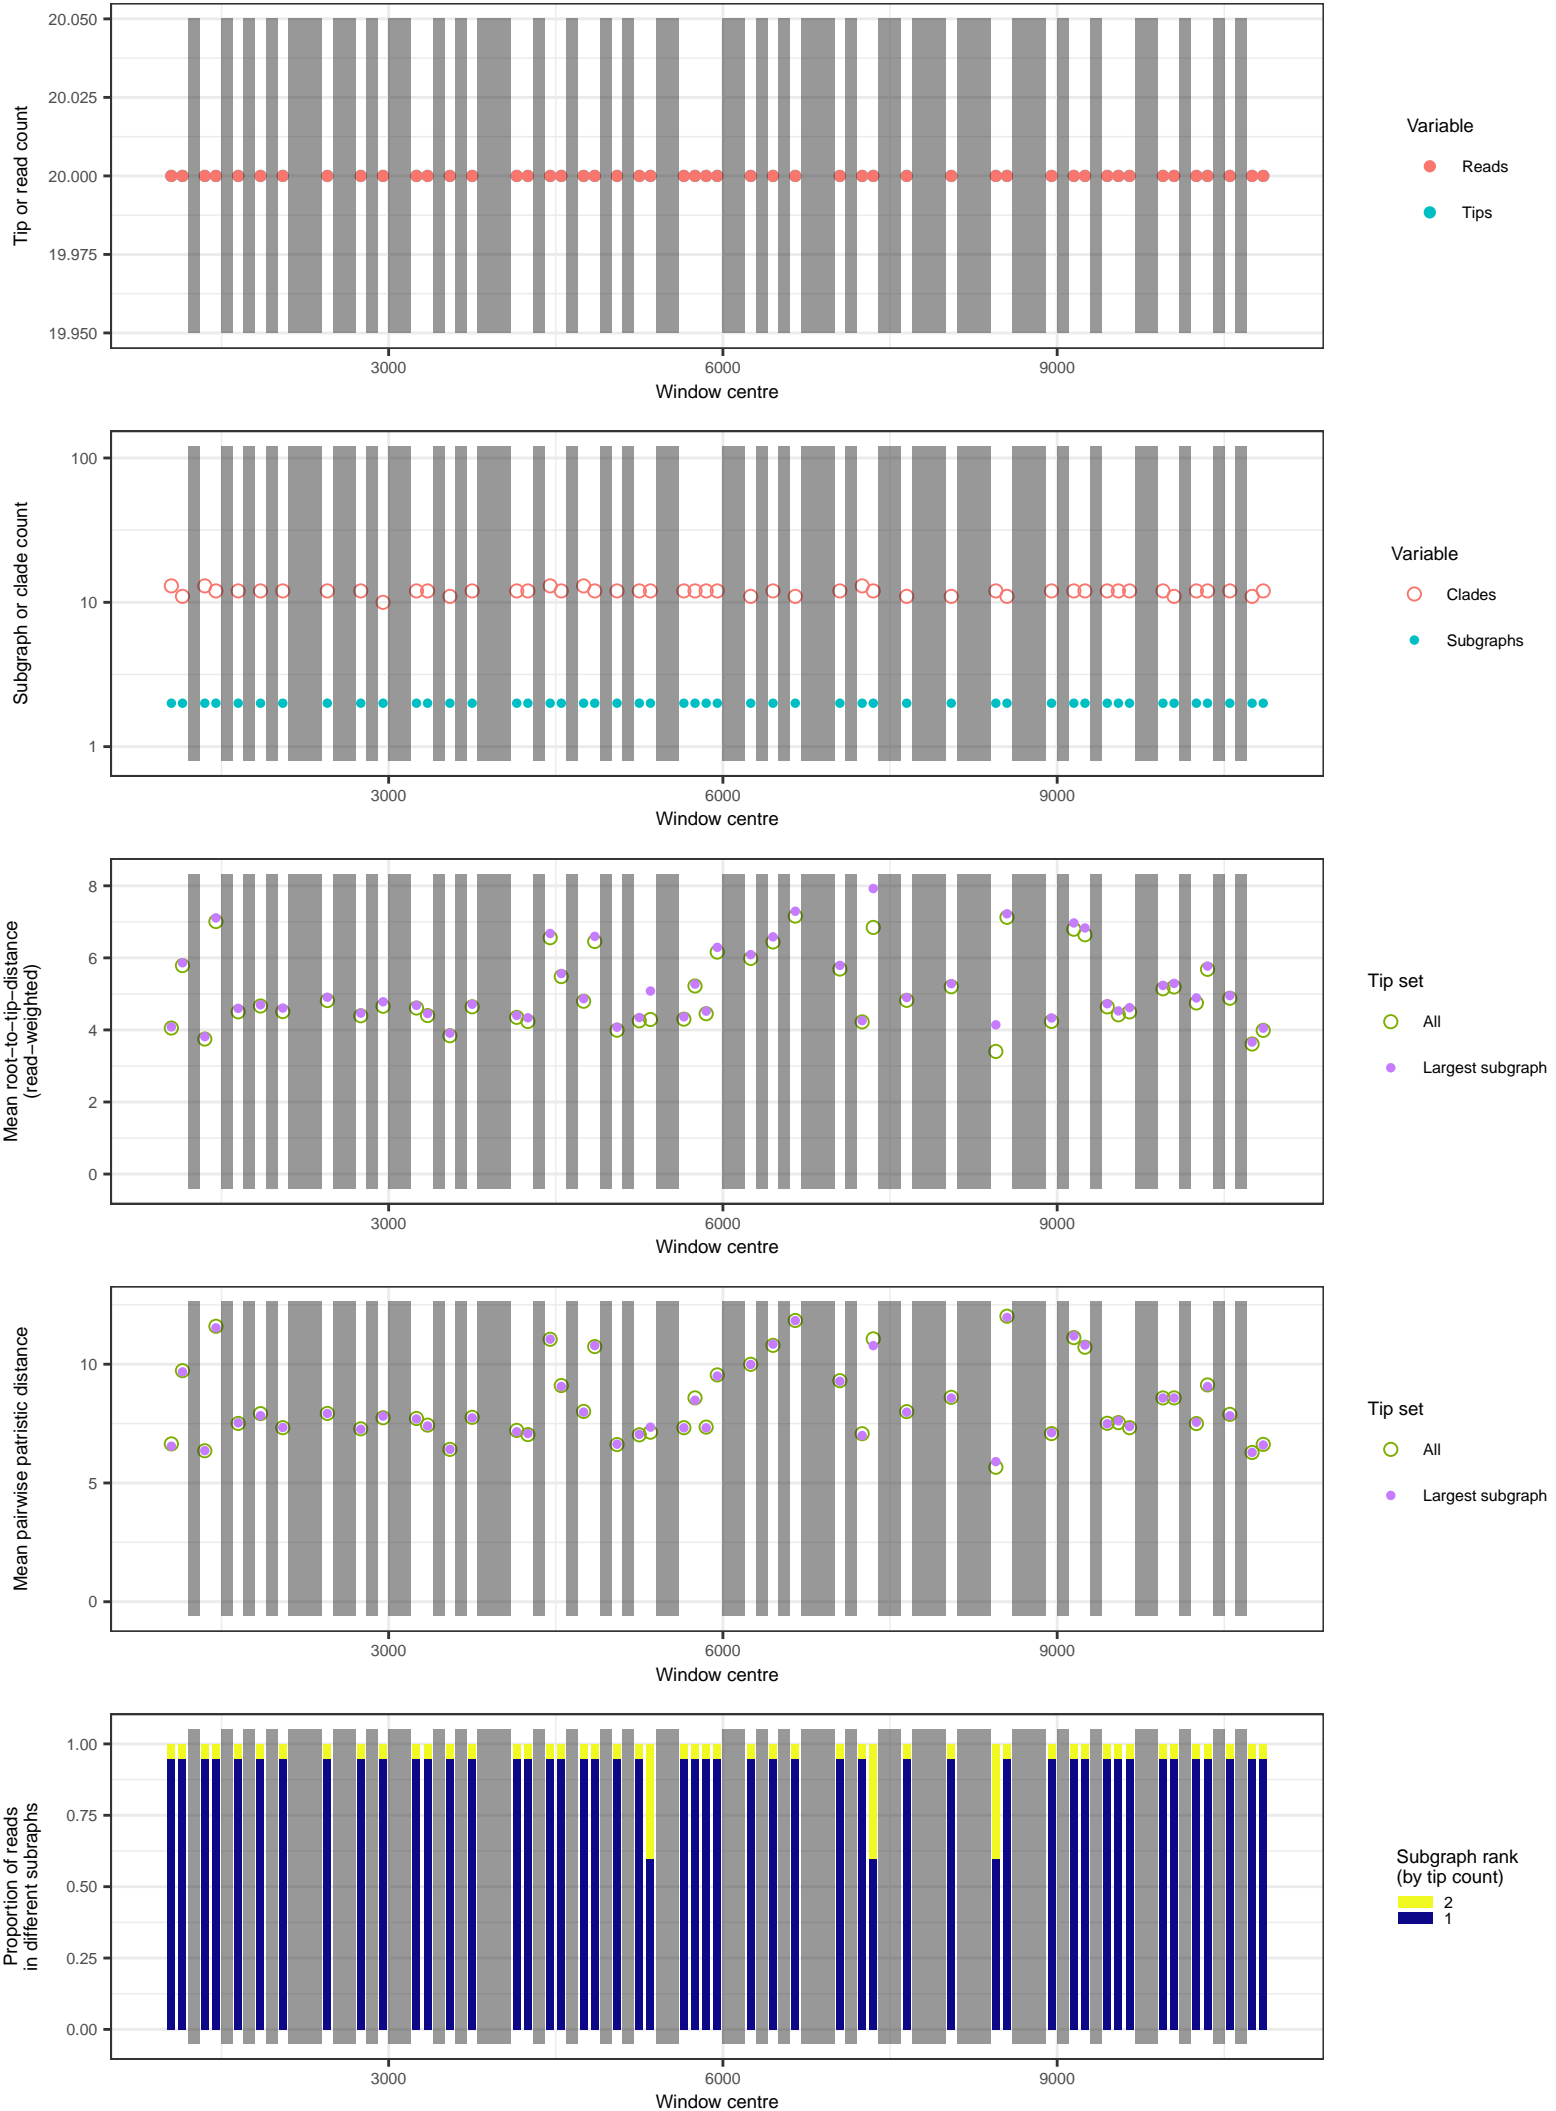 20.050
20.025
20.000
19.975
19.950
Tip or read count
3000 6000 9000
Window centre
Variable
Reads
Tips
100
10
1
Subgraph or clade count
3000 6000 9000
Window centre
Variable
Clades
Subgraphs
8
6
4
2
0
Mean root−to−tip−distance
(read−weighted)
3000 6000 9000
Window centre
Tip set
All
Largest subgraph
10
5
0
Mean pairwise patristic distance
3000 6000 9000
Window centre
Tip set
All
Largest subgraph
1.00
0.75
0.50
0.25
0.00
Proportion of reads
in different subraphs
3000 6000 9000
Window centre
Subgraph rank
(by tip count)
2
1